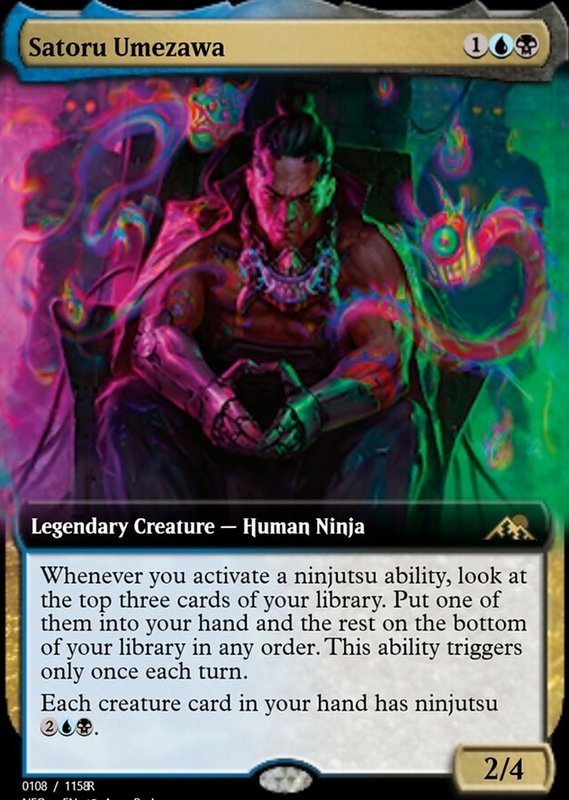 Satoru Umezawa
1
Legendary Creature — Human Ninja
Whenever you activate a ninjutsu ability, look at
the top three cards of your library. Put one of
them into your hand and the rest on the bottom
of your library in any order. This ability triggers
only once each turn.
Each creature card in your hand has ninjutsu
2 .
2/4
0108 / 1158R